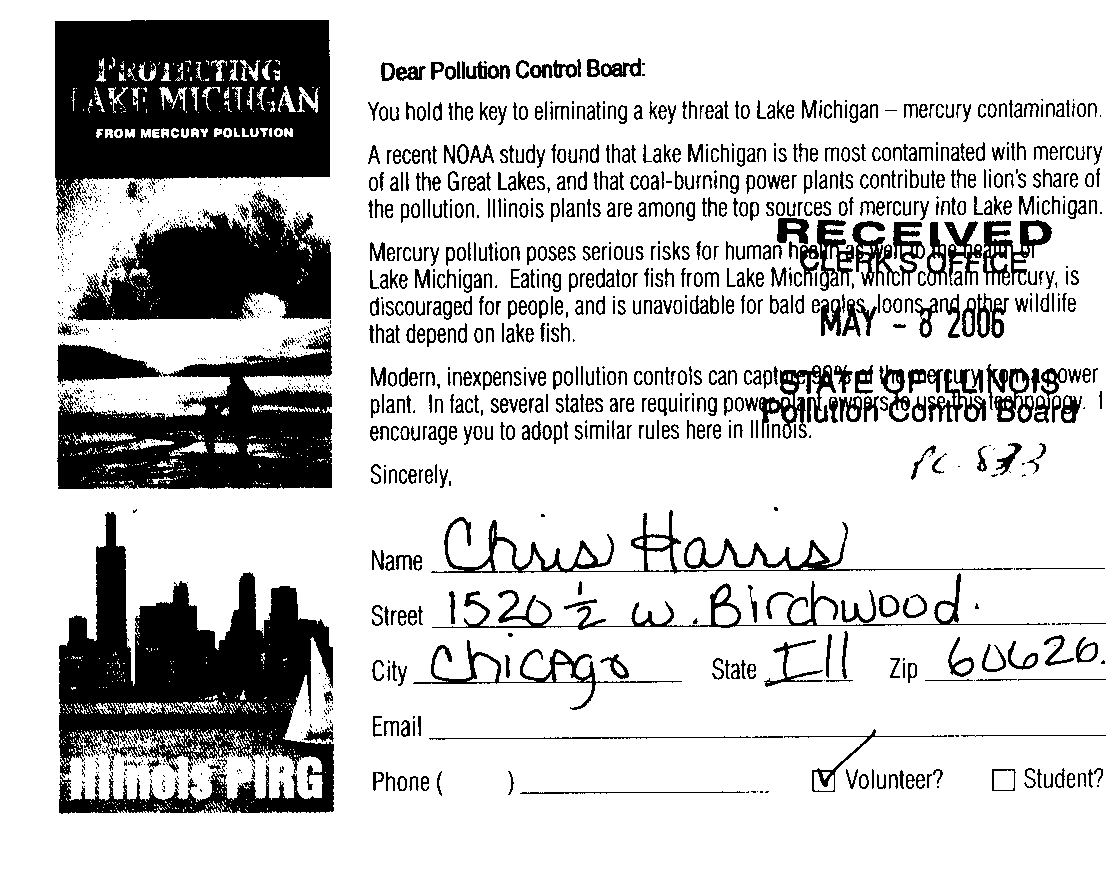 PROTECTING
LAKE MICHIGAN
FROM MERCURY POLLUTION
Illinois PIRG
Dear Pollution Control Board:
You hold the key to eliminating a key threat to Lake Michigan – mercury contamination.
A recent NOAA study found that Lake Michigan is the most contaminated with mercury
of all the Great Lakes, and that coal-burning power plants contribute the lion's share of
the pollution. Illinois plants are among the top sources of mercury into Lake Michigan.
Mercury pollution poses serious risks for human health as well to the health of
Lake Michigan. Eating predator fish from Lake Michigan, which contain mercury, is
discouraged for people, and is unavoidable for bald eagles, loons and other wildlife
that depend on lake fish.
Modern, inexpensive pollution controls can capture 90% of the mercury from a power
plant. In fact, several states are requiring power plant owners to use this technology. I
encourage you to adopt similar rules here in Illinois.
RECEIVED
CLERK'S OFFICE
MAY - 8 2006
STATE OF ILLINOIS
Pollution Control Board
Sincerely,
Name Chris Harris
Street 1520 ½ W. Birchwood.
City Chicago State Ill Zip 60626.
Email
Phone ( )
Volunteer? Student?